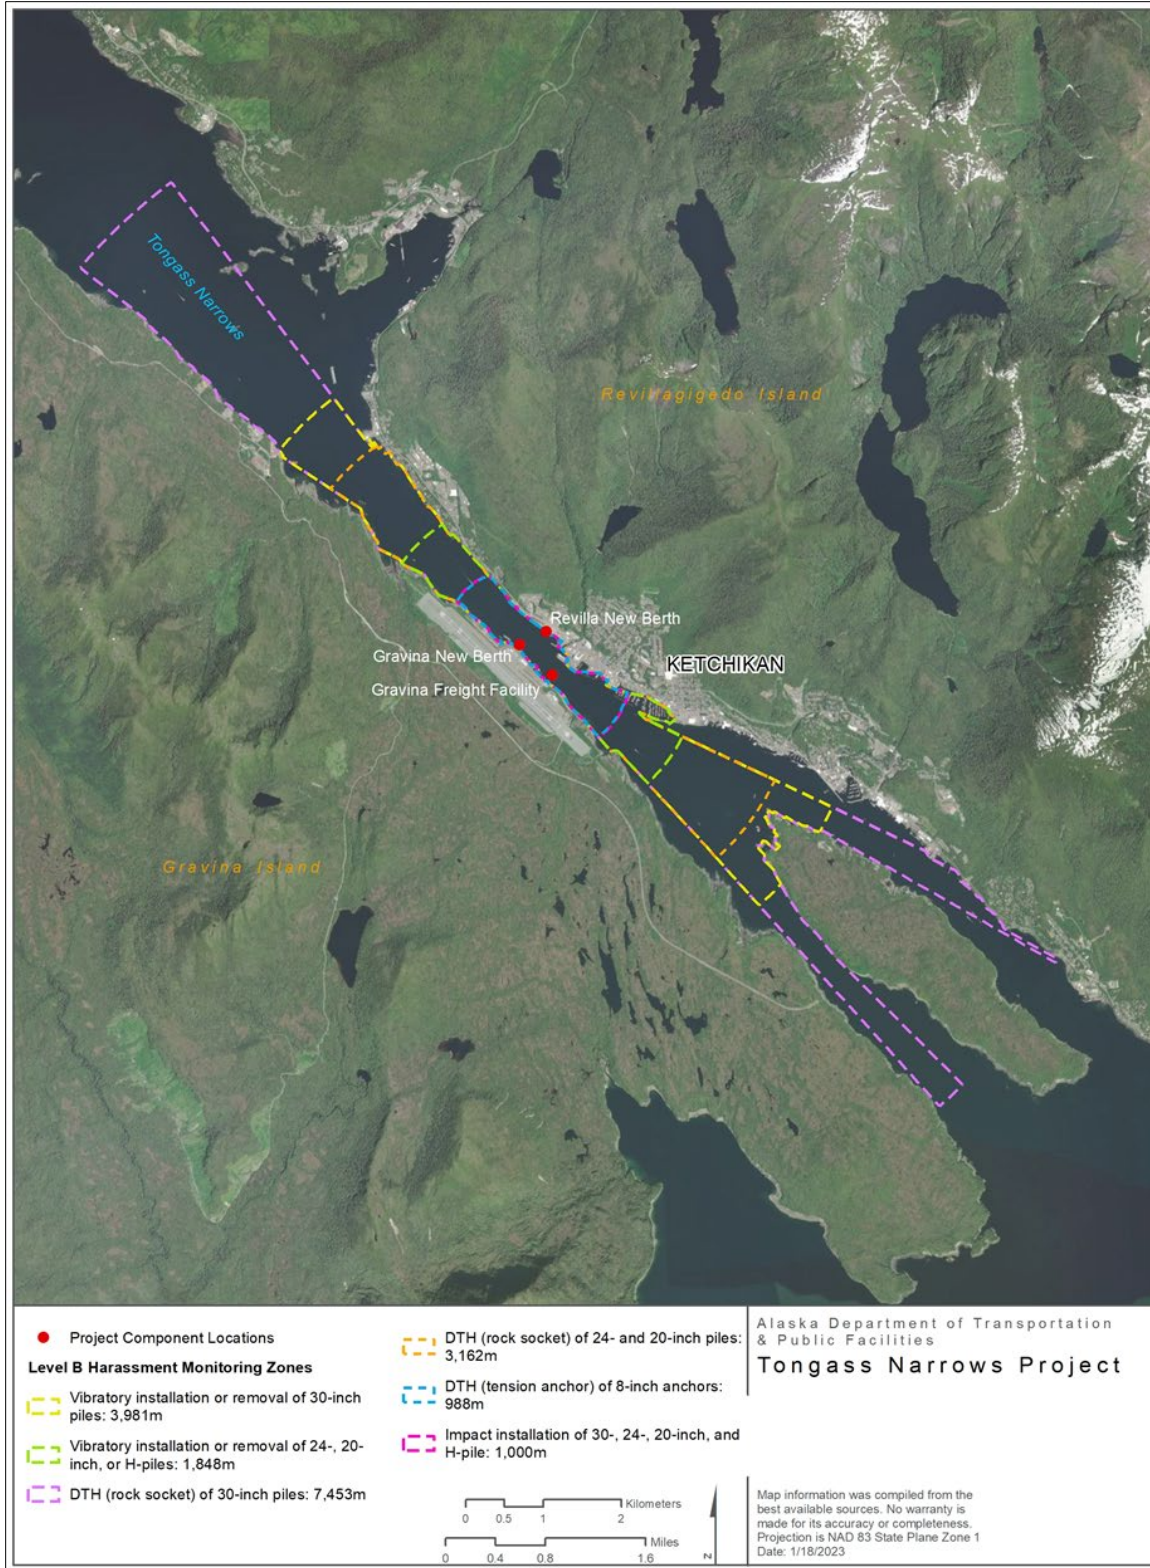 Tongass Narrows
Revillagigedo Island
Revilla New Berth
Gravina New Berth
KETCHIKAN
Gravina Freight Facility
Gravina Island
Project Component Locations
Level B Harassment Monitoring Zones
Vibratory installation or removal of 30-inch
piles: 3,981m
Vibratory installation or removal of 24-, 20-
inch, or H-piles: 1,848m
DTH (rock socket) of 30-inch piles: 7,453m
DTH (rock socket) of 24- and 20-inch piles:
3,162m
DTH (tension anchor) of 8-inch anchors:
988m
Impact installation of 30-, 24-, 20-inch, and
H-pile: 1,000m
Kilometers
0 0.5 1 2
Miles
0 0.4 0.8 1.6
N
Alaska Department of Transportation
& Public Facilities
Tongass Narrows Project
Map information was compiled from the
best available sources. No warranty is
made for its accuracy or completeness.
Projection is NAD 83 State Plane Zone 1
Date: 1/18/2023